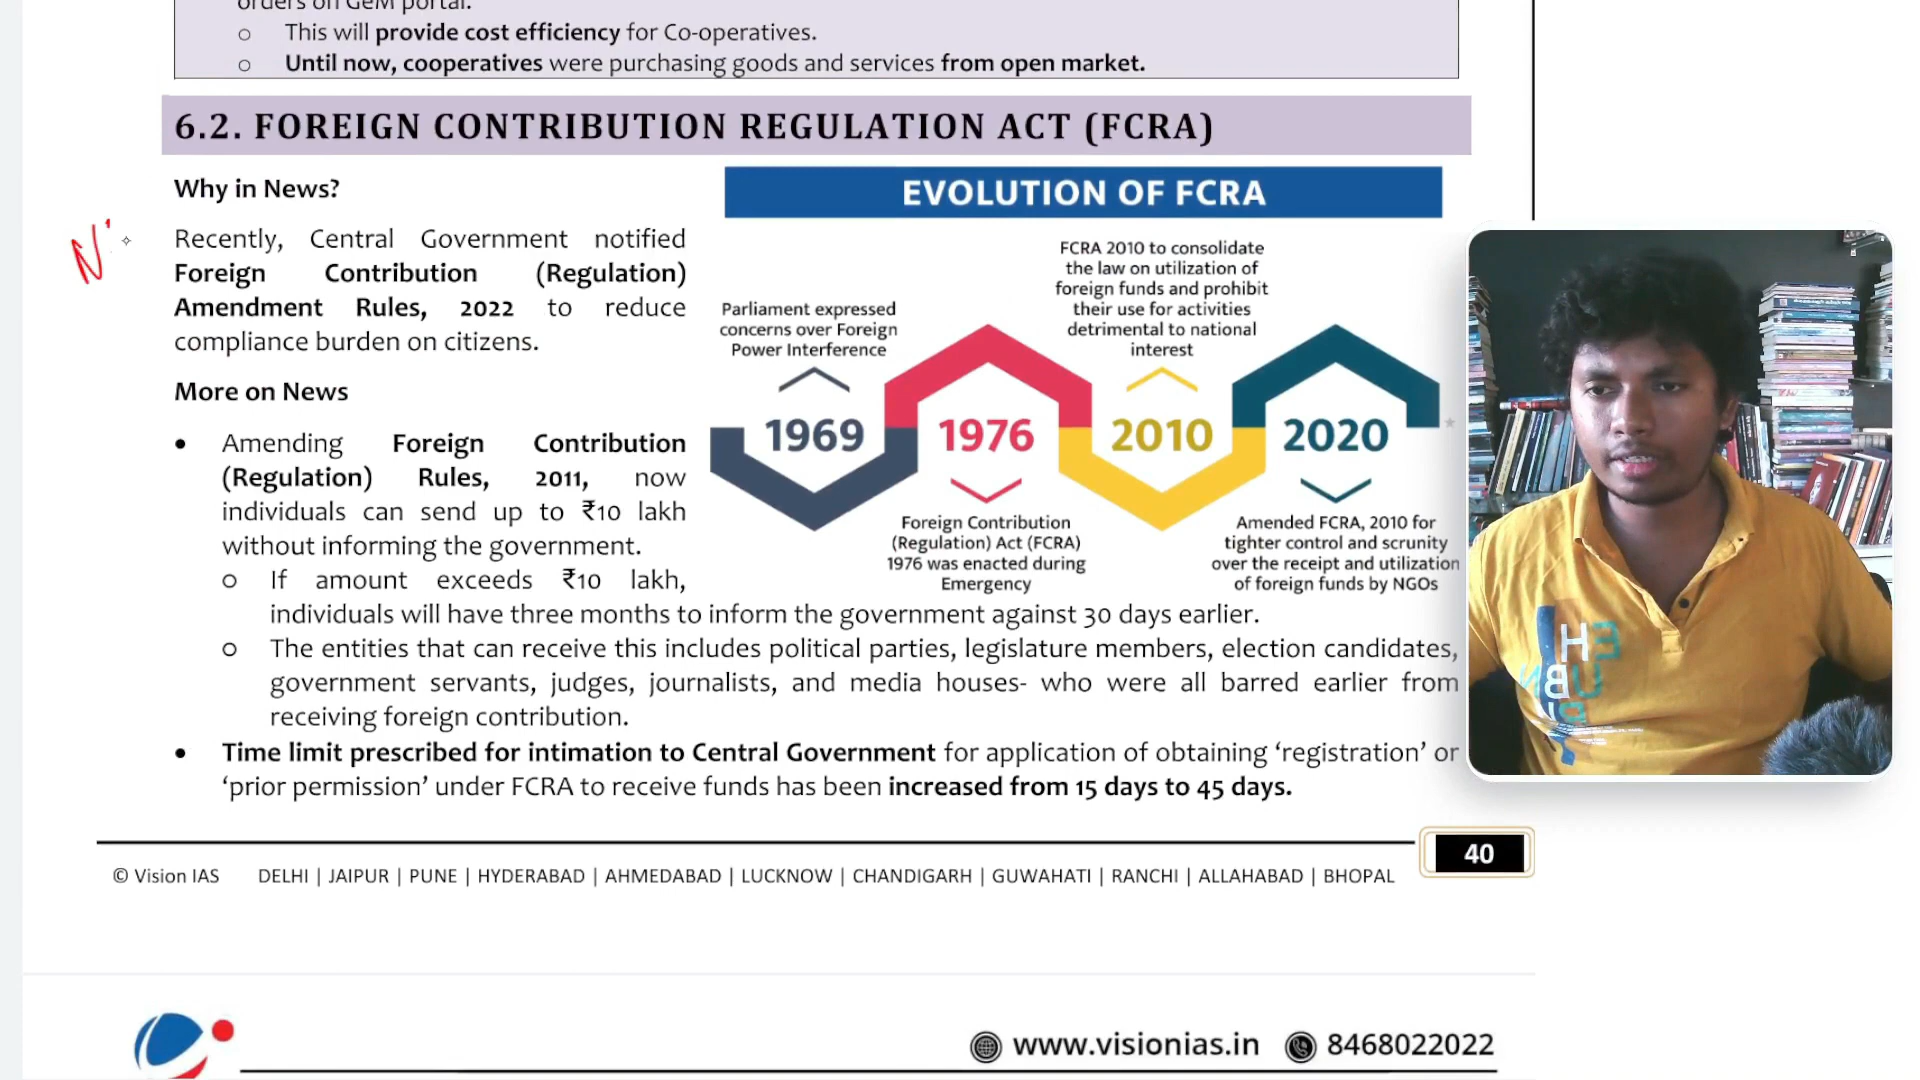 orders on GeM portal.
o This will provide cost efficiency for Co-operatives.
o Until now, cooperatives were purchasing goods and services from open market.
6.2. FOREIGN CONTRIBUTION REGULATION ACT (FCRA)
Why in News?
Recently, Central Government notified
Foreign Contribution (Regulation)
Amendment Rules, 2022 to reduce
compliance burden on citizens.
More on News
• Amending Foreign Contribution
(Regulation) Rules, 2011, now
individuals can send up to ₹10 lakh
without informing the government.
o If amount exceeds ₹10 lakh,
individuals will have three months to inform the government against 30 days earlier.
o The entities that can receive this includes political parties, legislature members, election candidates,
government servants, judges, journalists, and media houses- who were all barred earlier from
receiving foreign contribution.
• Time limit prescribed for intimation to Central Government for application of obtaining ‘registration’ or
‘prior permission’ under FCRA to receive funds has been increased from 15 days to 45 days.
EVOLUTION OF FCRA
Parliament expressed
concerns over Foreign
Power Interference
1969
1976
Foreign Contribution
(Regulation) Act (FCRA)
1976 was enacted during
Emergency
FCRA 2010 to consolidate
the law on utilization of
foreign funds and prohibit
their use for activities
detrimental to national
interest
2010
2020
Amended FCRA, 2010 for
tighter control and scrunity
over the receipt and utilization
of foreign funds by NGOs
40
© Vision IAS DELHI | JAIPUR | PUNE | HYDERABAD | AHMEDABAD | LUCKNOW | CHANDIGARH | GUWAHATI | RANCHI | ALLAHABAD | BHOPAL
www.visionias.in 8468022022